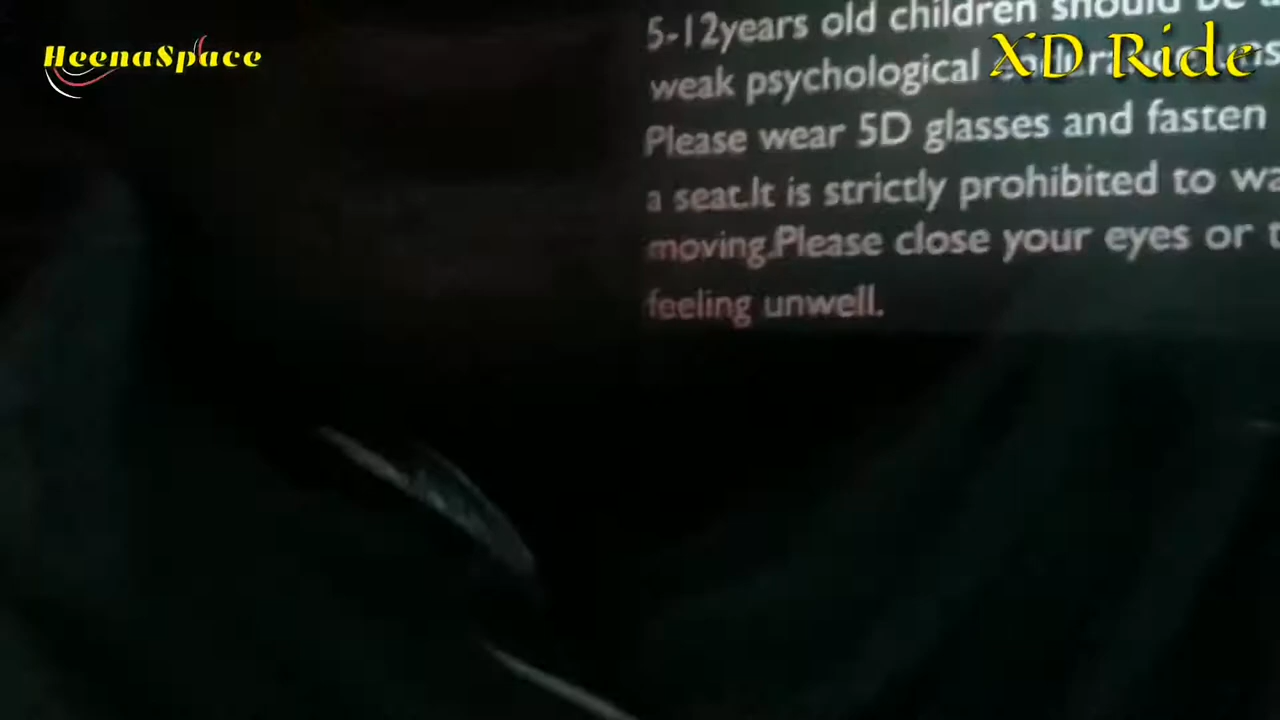 HeenaSpace
XD Ride
5-12years old children should be a
weak psychological
Please wear 5D glasses and fasten
a seat.It is strictly prohibited to wa
moving.Please close your eyes or t
feeling unwell.